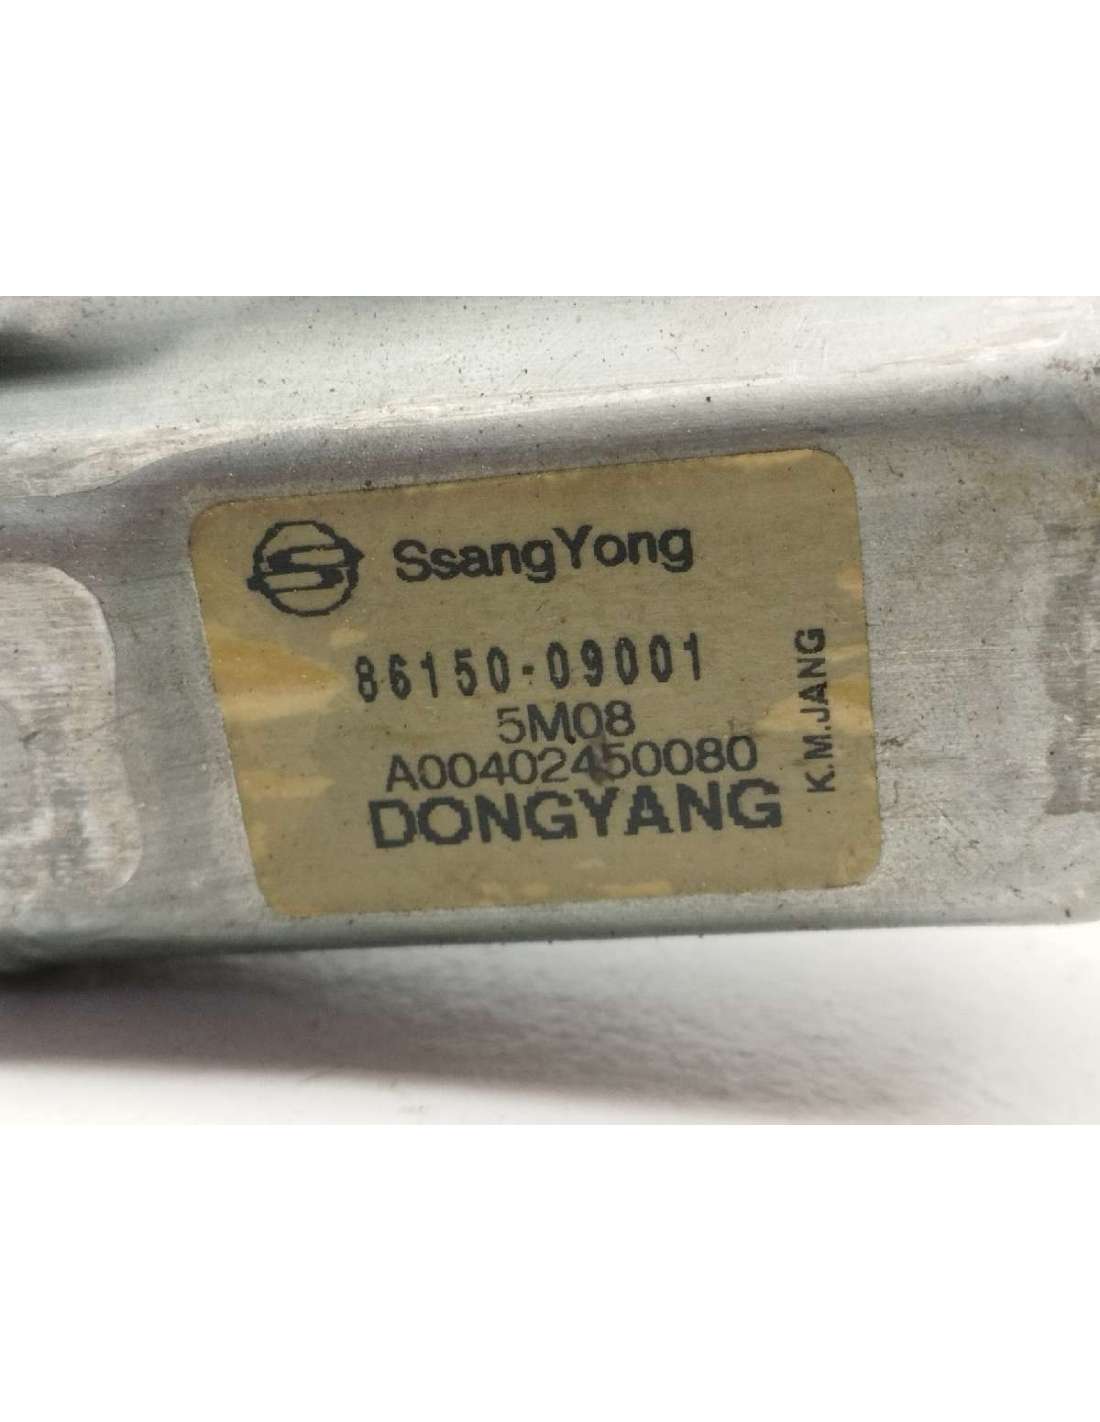 SsangYong
86150-09001
5M08
A00402450080
DONGYANG
K.M.JANG